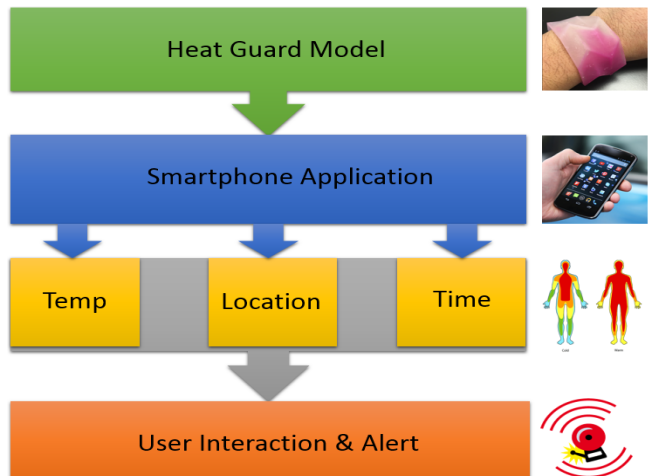 Heat Guard Model
Smartphone Application
Temp
Location
Time
User Interaction & Alert